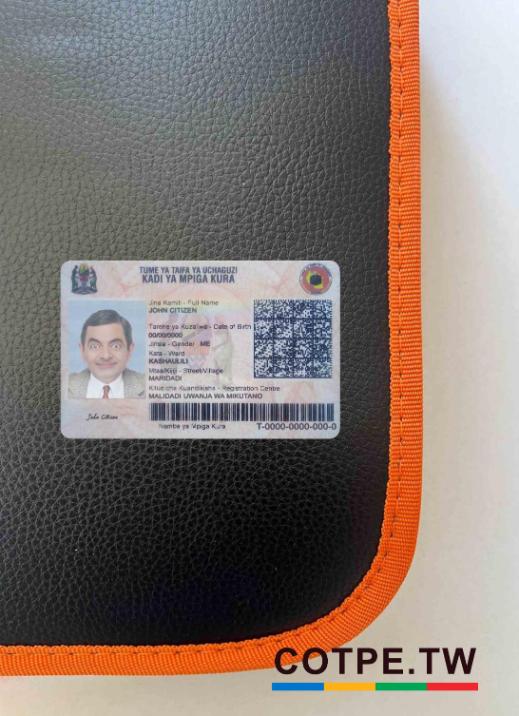 TUME YA TAIFA YA UCHAGUZI
KADI YA MPIGA KURA
Jina Kamili - Full Name
JOHN CITIZEN
Tarehe ya Kuzaliwa - Date of Birth
00/00/0000
Jinsia - Gender ME
Kata - Ward
KASHAULILI
Mtaa/Kijiji - Street/Village
MARIDADI
Kituo cha Kuandikisha - Registration Centre
MALIDADI UWANJA WA MIKUTANO
John Citizen
Namba ya Mpiga Kura T-0000-0000-000-0
COTPE.TW